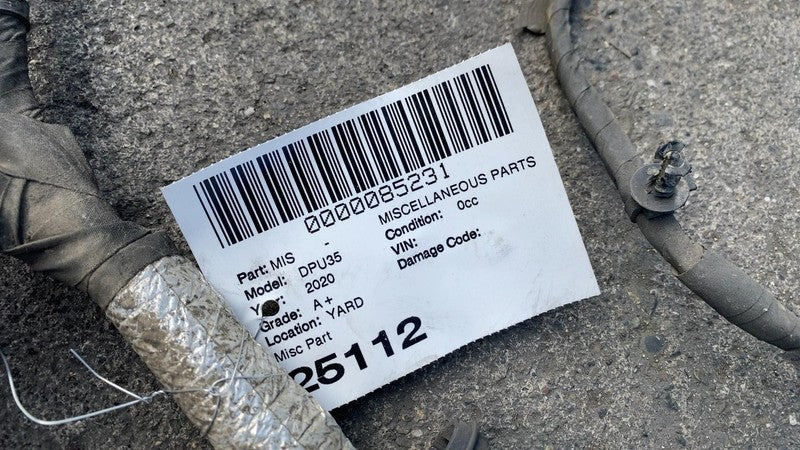 0000085231
MISCELLANEOUS PARTS
Part: MIS -
Condition: 0cc
Model: DPU35
VIN:
2020
Damage Code:
Grade: A+
Location: YARD
Misc Part
25112